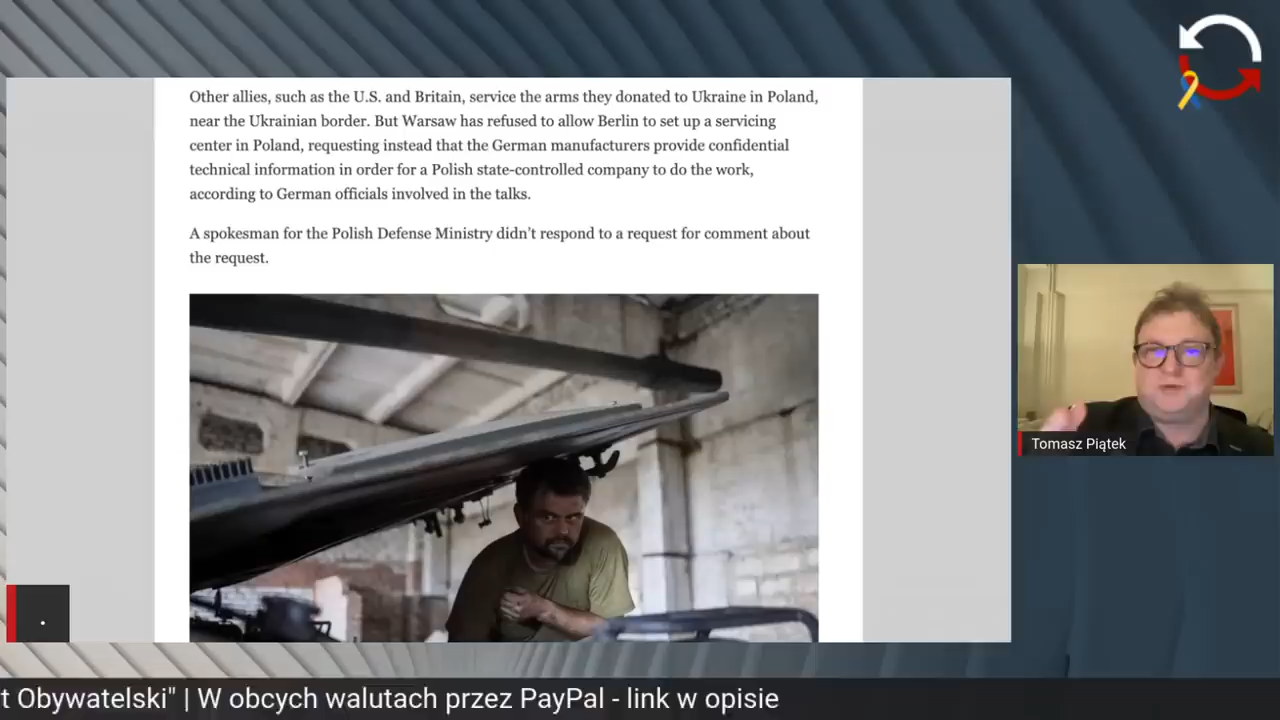 Other allies, such as the U.S. and Britain, service the arms they donated to Ukraine in Poland,
near the Ukrainian border. But Warsaw has refused to allow Berlin to set up a servicing
center in Poland, requesting instead that the German manufacturers provide confidential
technical information in order for a Polish state-controlled company to do the work,
according to German officials involved in the talks.
A spokesman for the Polish Defense Ministry didn't respond to a request for comment about
the request.
Tomasz Piątek
.
t Obywatelski" | W obcych walutach przez PayPal - link w opisie